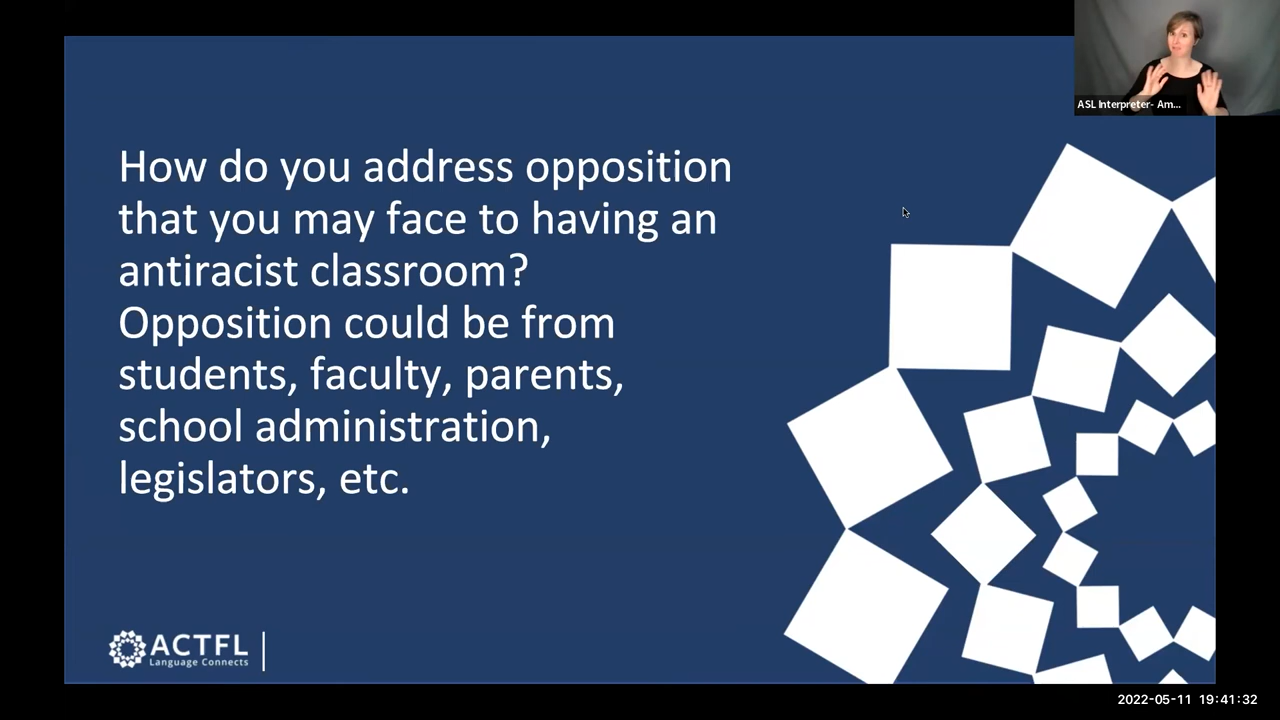 ASL Interpreter- Am...
How do you address opposition
that you may face to having an
antiracist classroom?
Opposition could be from
students, faculty, parents,
school administration,
legislators, etc.
ACTFL
Language Connects
2022-05-11 19:41:32